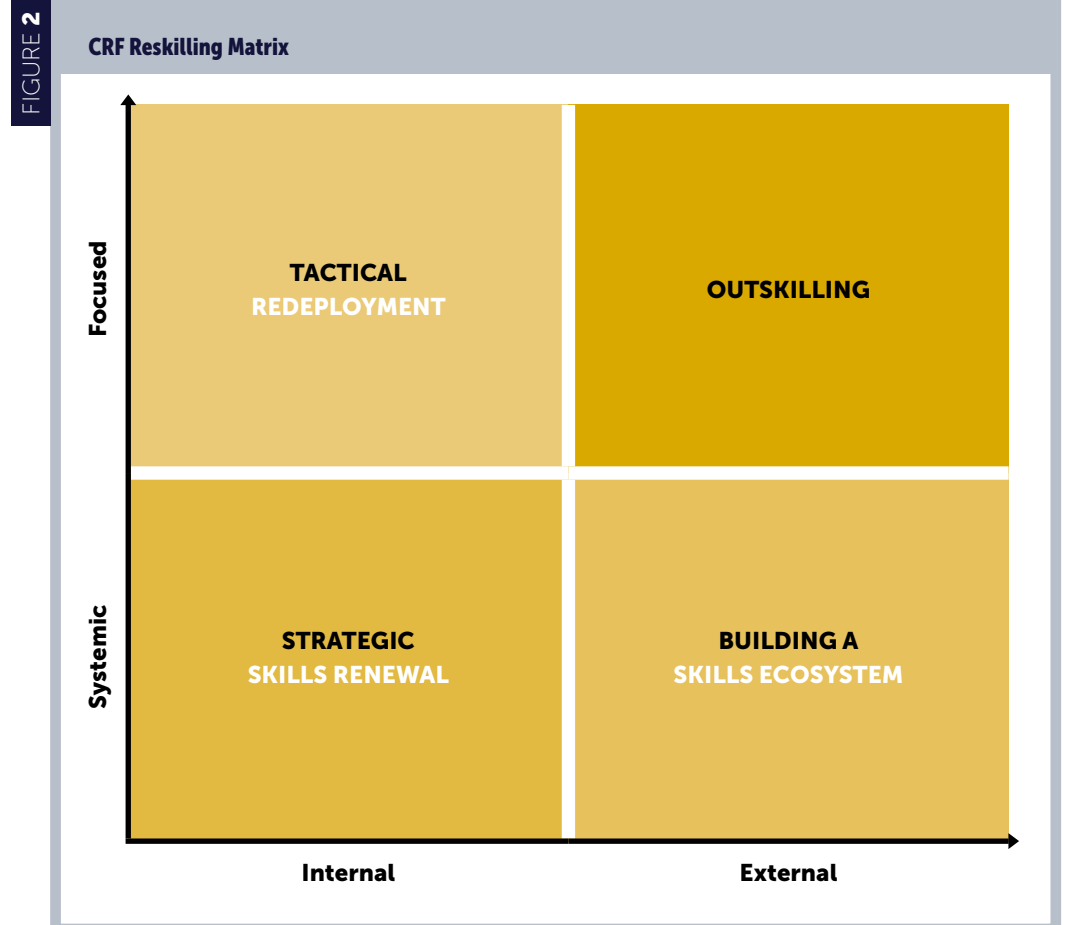 FIGURE 2
CRF Reskilling Matrix
Focused
TACTICAL
REDEPLOYMENT
OUTSKILLING
Systemic
STRATEGIC
SKILLS RENEWAL
BUILDING A
SKILLS ECOSYSTEM
Internal
External